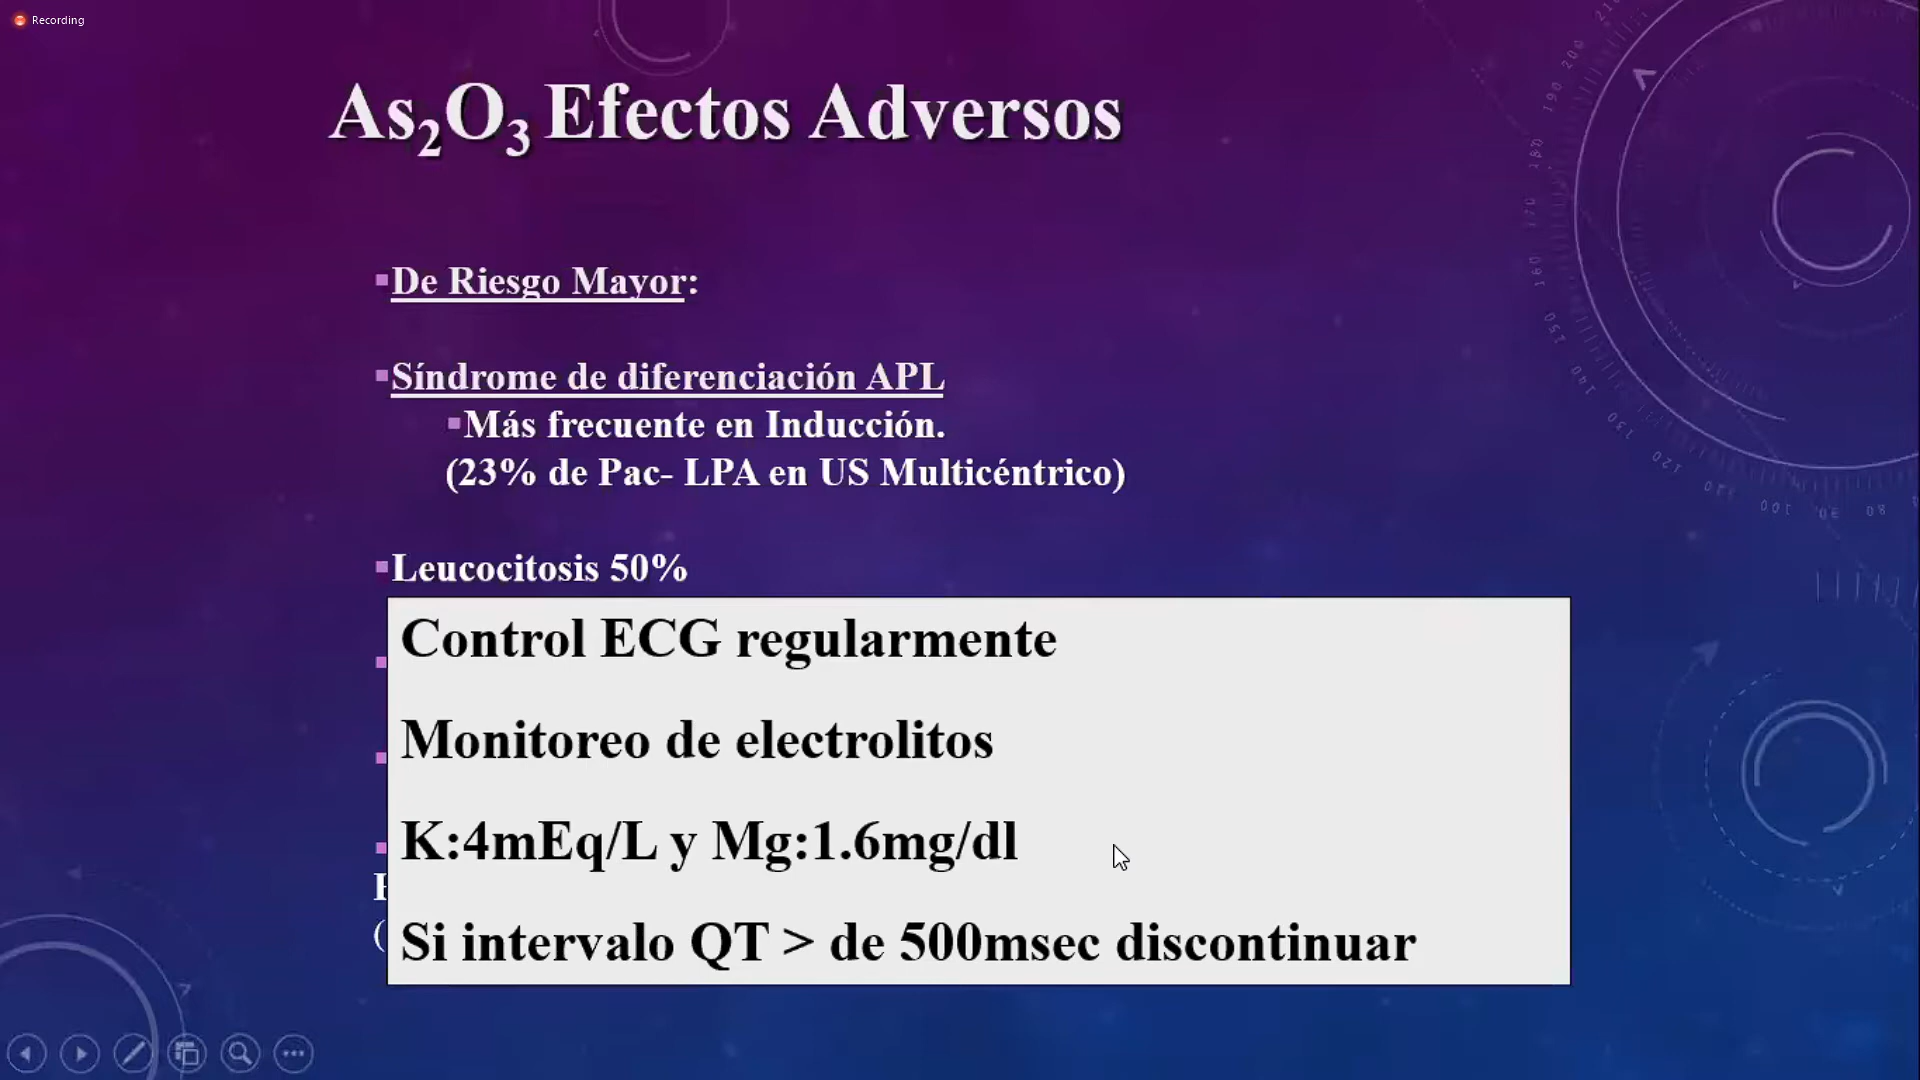 Recording
As2O3 Efectos Adversos
De Riesgo Mayor:
Síndrome de diferenciación APL
Más frecuente en Inducción.
(23% de Pac- LPA en US Multicéntrico)
Leucocitosis 50%
Control ECG regularmente
Monitoreo de electrolitos
K:4mEq/L y Mg:1.6mg/dl
Si intervalo QT > de 500msec discontinuar